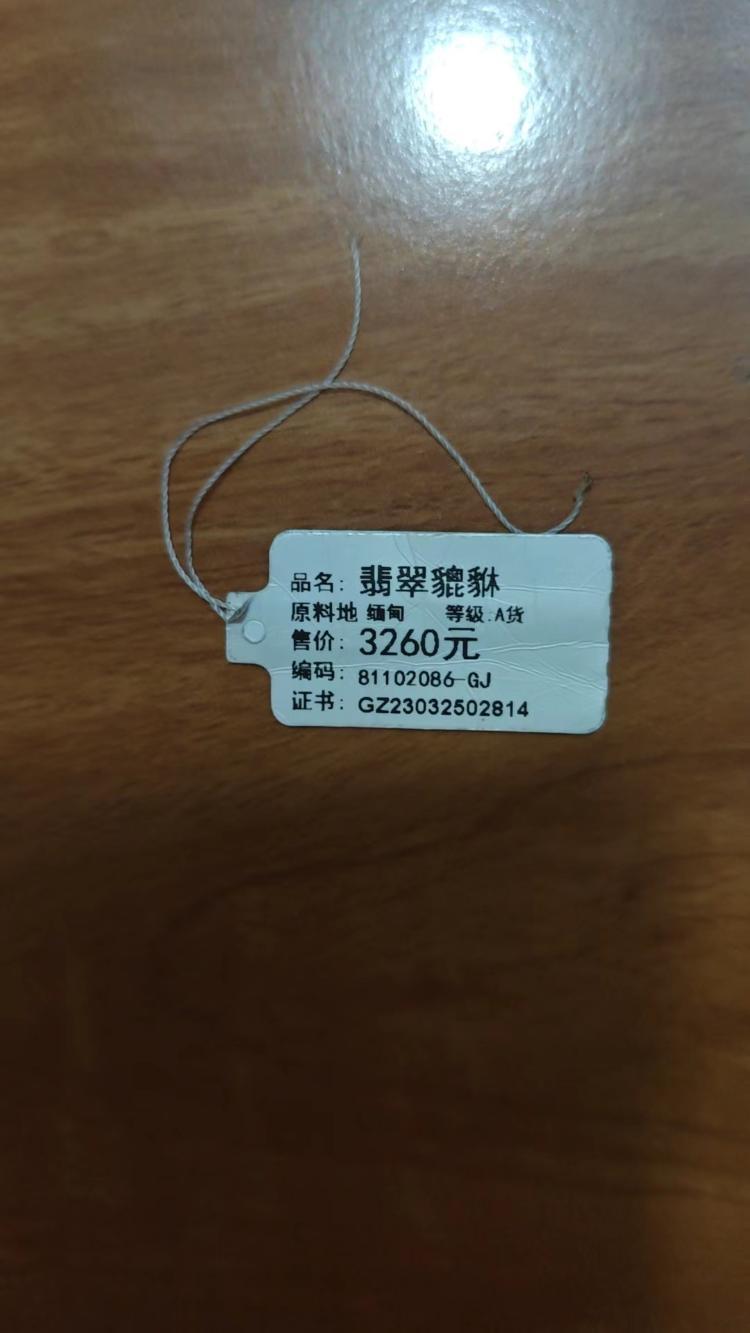 品名：翡翠貔貅
原料地 缅甸 等级:A货
售价：3260元
编码：81102086-GJ
证书：GZ23032502814